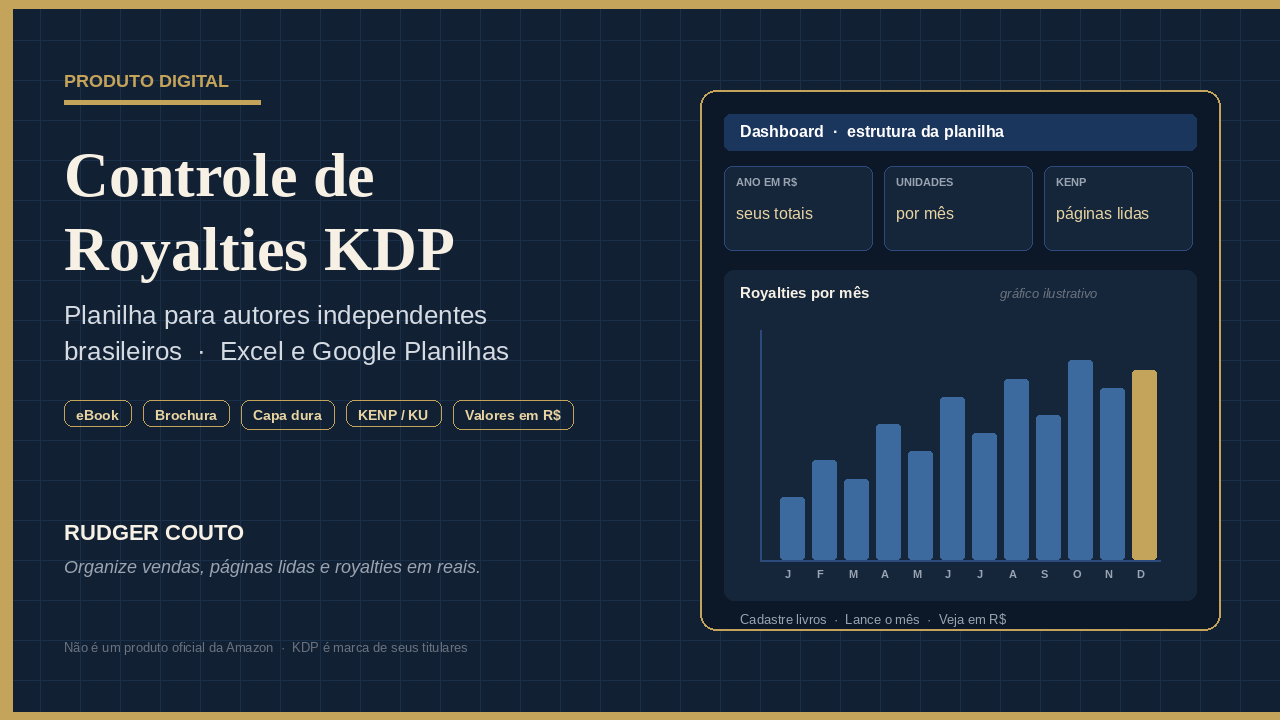 PRODUTO DIGITAL
Controle de
Royalties KDP
Planilha para autores independentes
brasileiros · Excel e Google Planilhas
eBook
Brochura
Capa dura
KENP / KU
Valores em R$
RUDGER COUTO
Organize vendas, páginas lidas e royalties em reais.
Não é um produto oficial da Amazon · KDP é marca de seus titulares
Dashboard · estrutura da planilha
ANO EM R$
seus totais
UNIDADES
por mês
KENP
páginas lidas
Royalties por mês
gráfico ilustrativo
J F M A M J J A S O N D
Cadastre livros · Lance o mês · Veja em R$